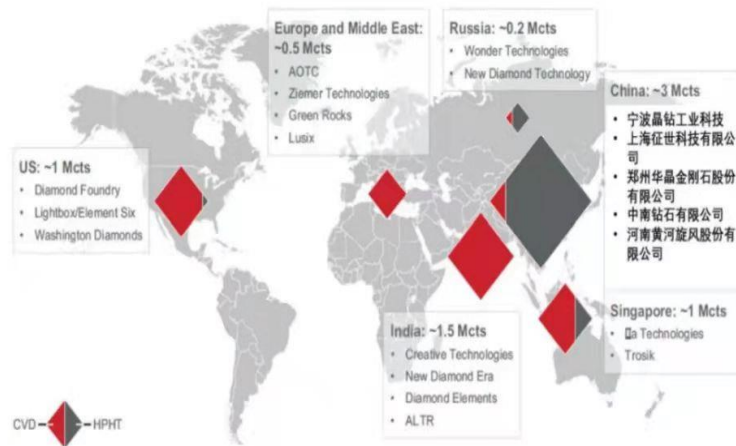 Europe and Middle East:
~0.5 Mcts
• AOTC
• Ziemer Technologies
• Green Rocks
• Lusix
Russia: ~0.2 Mcts
• Wonder Technologies
• New Diamond Technology
China: ~3 Mcts
• 宁波晶钻工业科技
• 上海征世科技有限公
司
• 郑州华晶金刚石股份
有限公司
• 中南钻石有限公司
• 河南黄河旋风股份有
限公司
US: ~1 Mcts
• Diamond Foundry
• Lightbox/Element Six
• Washington Diamonds
India: ~1.5 Mcts
• Creative Technologies
• New Diamond Era
• Diamond Elements
• ALTR
Singapore: ~1 Mcts
• Technologies
• Trosik
CVD
HPHT